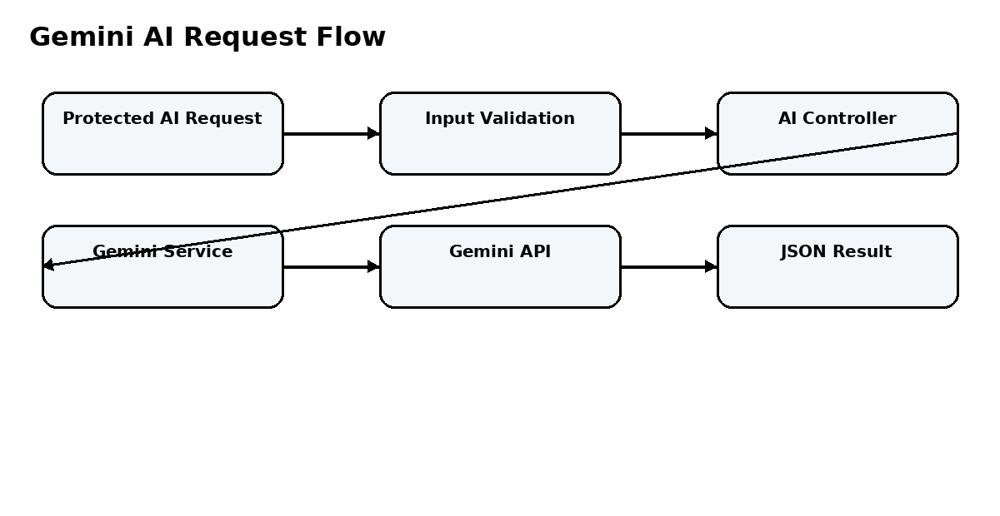 Gemini AI Request Flow
Protected AI Request
Input Validation
AI Controller
Gemini Service
Gemini API
JSON Result